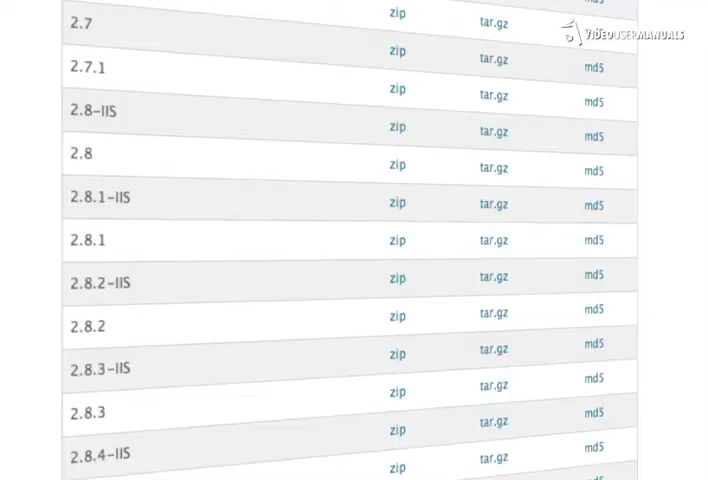 md5
zip
VIDEOUSERMANUALS
2.7 zip tar.gz md5
2.7.1 zip tar.gz md5
2.8-IIS zip tar.gz md5
2.8 zip tar.gz md5
2.8.1-IIS zip tar.gz md5
2.8.1 zip tar.gz md5
2.8.2-IIS zip tar.gz md5
2.8.2 zip tar.gz md5
2.8.3-IIS zip tar.gz md5
2.8.3 zip tar.gz md5
2.8.4-IIS zip tar.gz md5
zip tar.gz md5